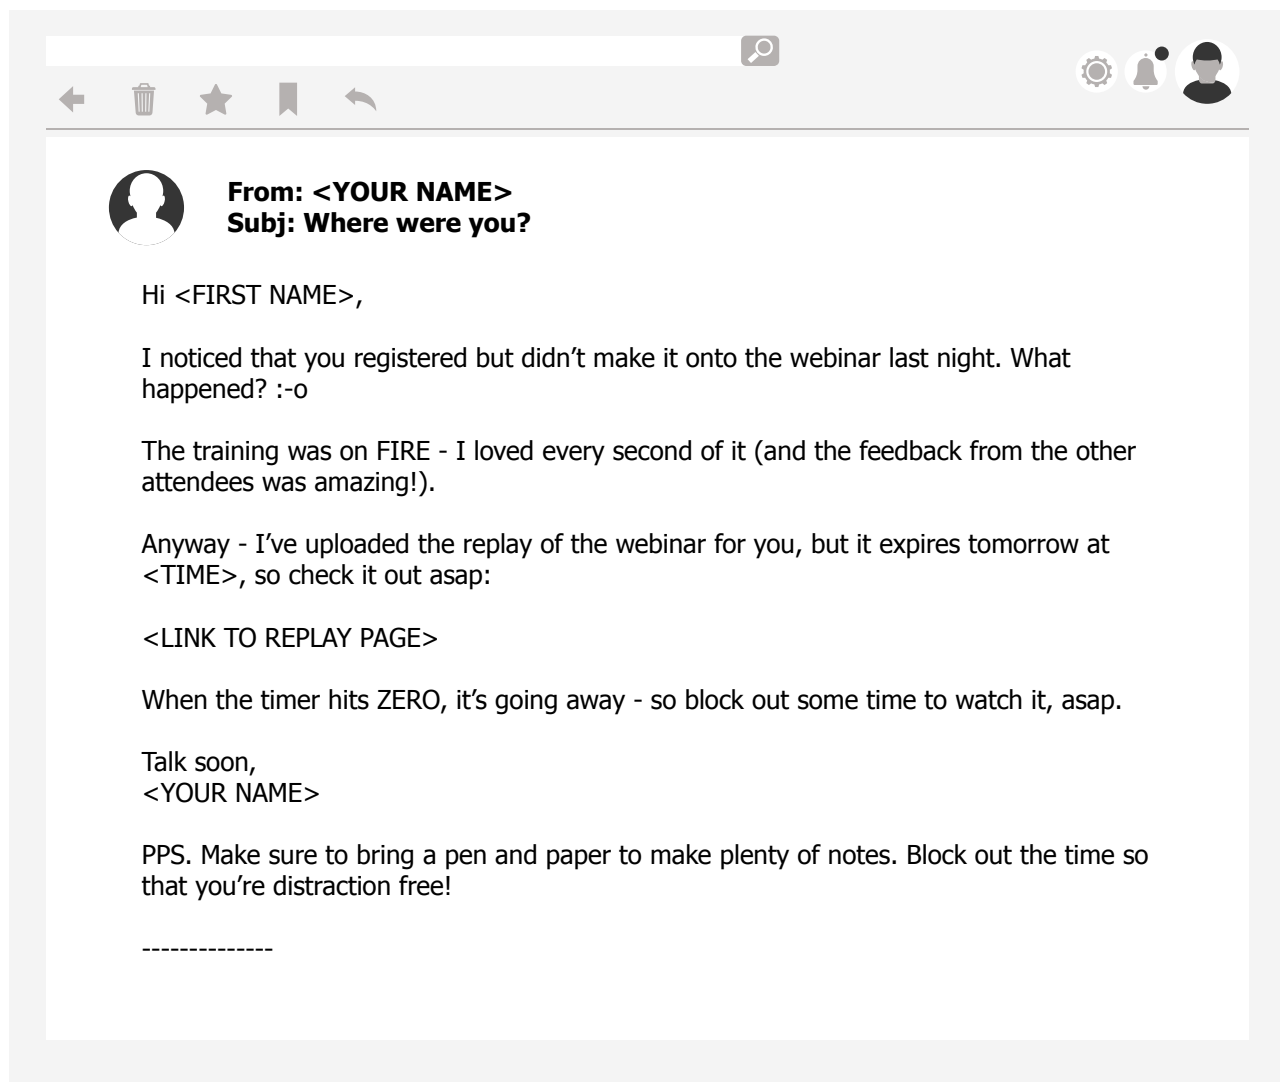 From: <YOUR NAME>
Subj: Where were you?
Hi <FIRST NAME>,
I noticed that you registered but didn’t make it onto the webinar last night. What
happened? :-o
The training was on FIRE - I loved every second of it (and the feedback from the other
attendees was amazing!).
Anyway - I’ve uploaded the replay of the webinar for you, but it expires tomorrow at
<TIME>, so check it out asap:
<LINK TO REPLAY PAGE>
When the timer hits ZERO, it’s going away - so block out some time to watch it, asap.
Talk soon,
<YOUR NAME>
PPS. Make sure to bring a pen and paper to make plenty of notes. Block out the time so
that you’re distraction free!
--------------